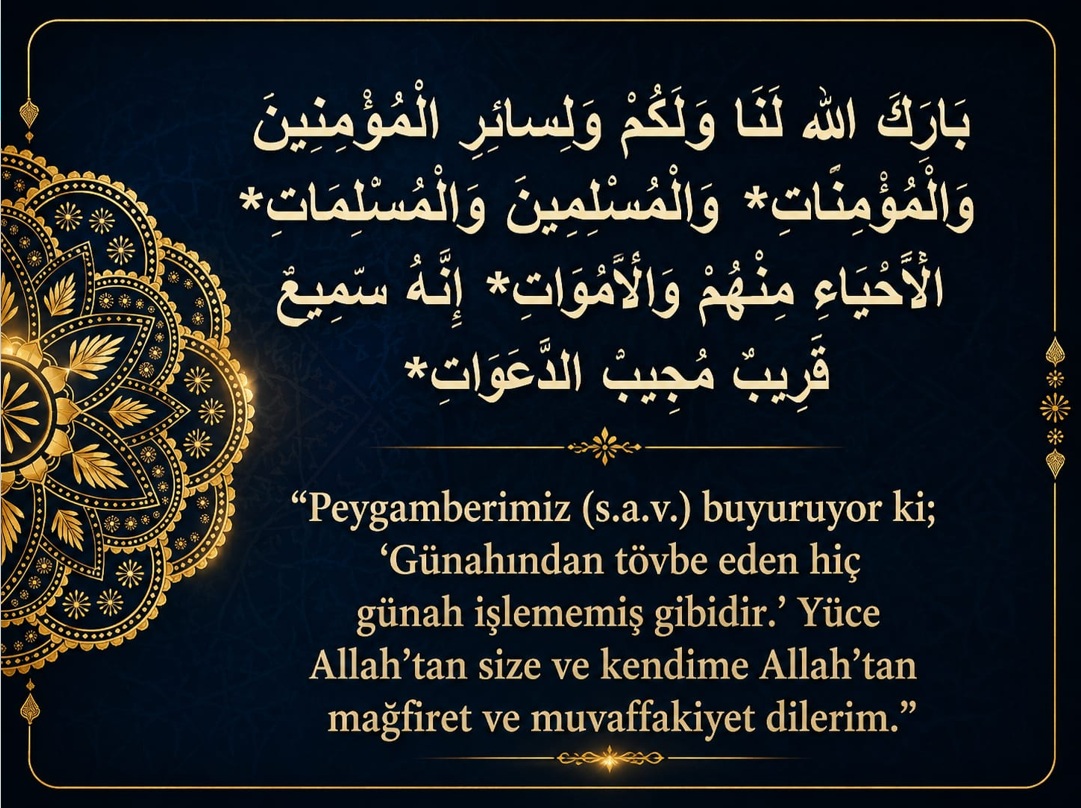 بَارَكَ الله لَنَا وَلَكُمْ وَلِسائِرِ الْمُؤْمِنِينَ
وَالْمُؤْمِنَاتِ* وَالْمُسْلِمِينَ وَالْمُسْلِمَاتِ*
الْأَحْيَاءِ مِنْهُمْ وَالْأَمْوَاتِ* إِنَّهُ سَمِيعٌ
قَرِيبٌ مُجِيبْ الدَّعَوَاتِ*
“Peygamberimiz (s.a.v.) buyuruyor ki;
‘Günahından tövbe eden hiç
günah işlememiş gibidir.’ Yüce
Allah’tan size ve kendime Allah’tan
mağfiret ve muvaffakiyet dilerim.”